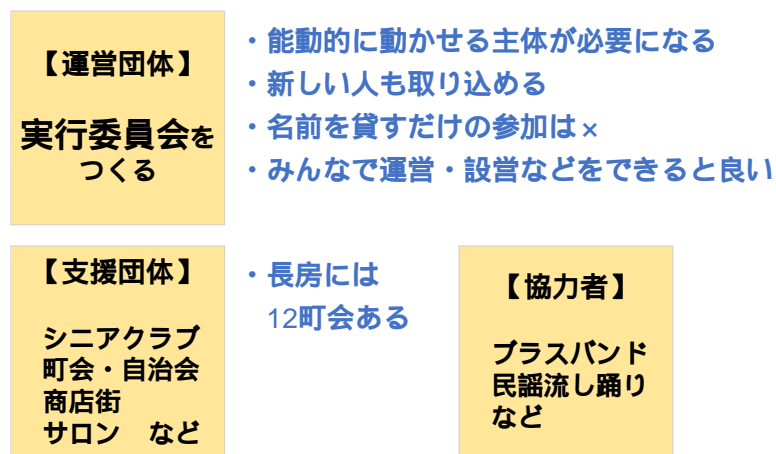 【運営団体】
実行委員会を
つくる
・能動的に動かせる主体が必要になる
・新しい人も取り込める
・名前を貸すだけの参加は×
・みんなで運営・設営などをできると良い
【支援団体】
シニアクラブ
町会・自治会
商店街
サロン　など
・長房には
12町会ある
【協力者】
ブラスバンド
民謡流し踊り
など